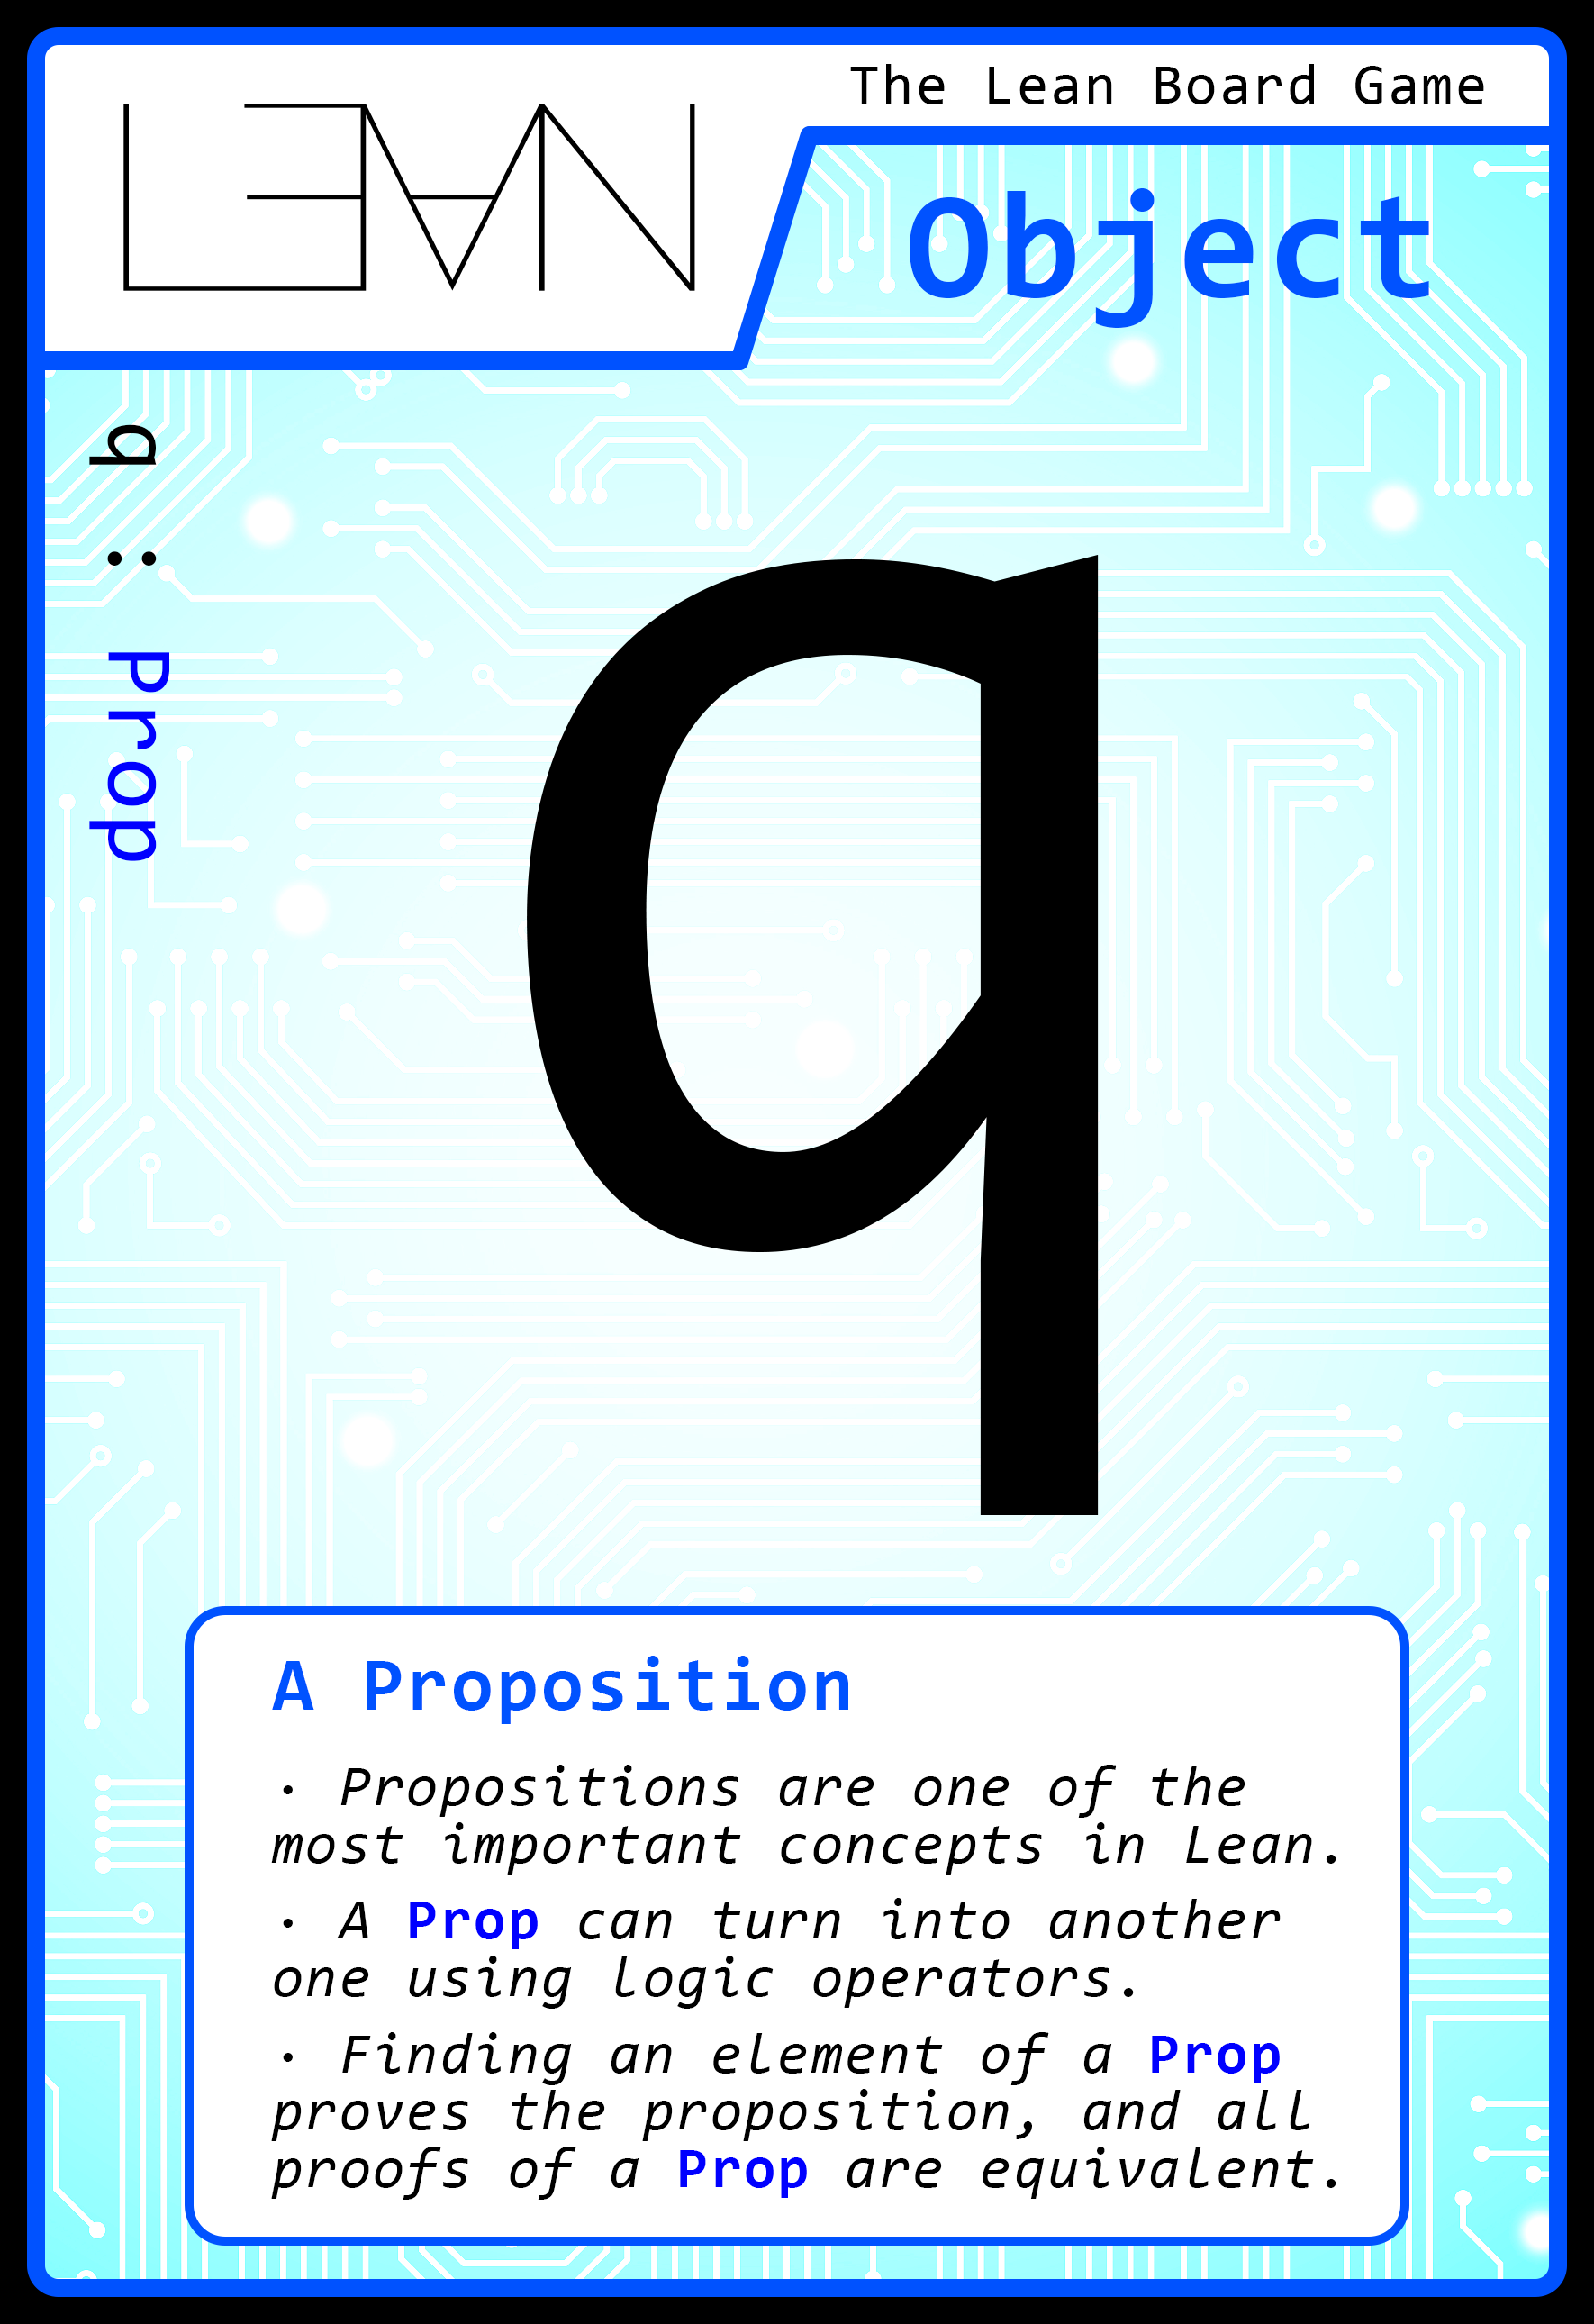 LEAN
The Lean Board Game
Object
q : Prop
q
A Proposition
· Propositions are one of the
most important concepts in Lean.
· A Prop can turn into another
one using logic operators.
· Finding an element of a Prop
proves the proposition, and all
proofs of a Prop are equivalent.